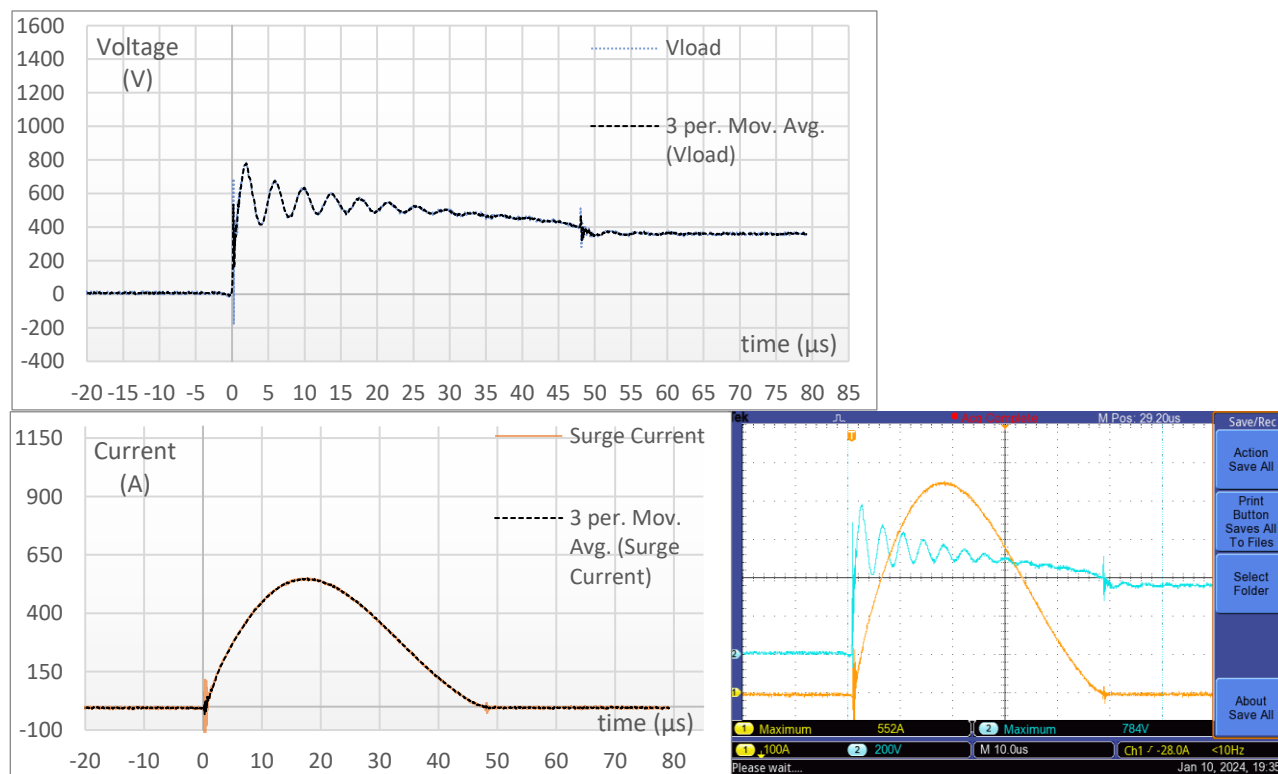 1600
1400
1200
1000
800
600
400
200
0
-200
-400
Voltage
(V)
Vload
3 per. Mov. Avg.
(Vload)
time (µs)
-20 -15 -10 -5 0 5 10 15 20 25 30 35 40 45 50 55 60 65 70 75 80 85
1150
900
650
400
150
-100
Current
(A)
Surge Current
3 per. Mov.
Avg. (Surge
Current)
time (µs)
-20 -10 0 10 20 30 40 50 60 70 80
M Pos: 29.20us
T
2
1
Save/Rec
Action
Save All
Print
Button
Saves All
To Files
Select
Folder
About
Save All
1 Maximum 552A 2 Maximum 784V
1 100A 2 200V M 10.0us Ch1 -28.0A <10Hz
Please wait.... Jan 10, 2024, 19:35